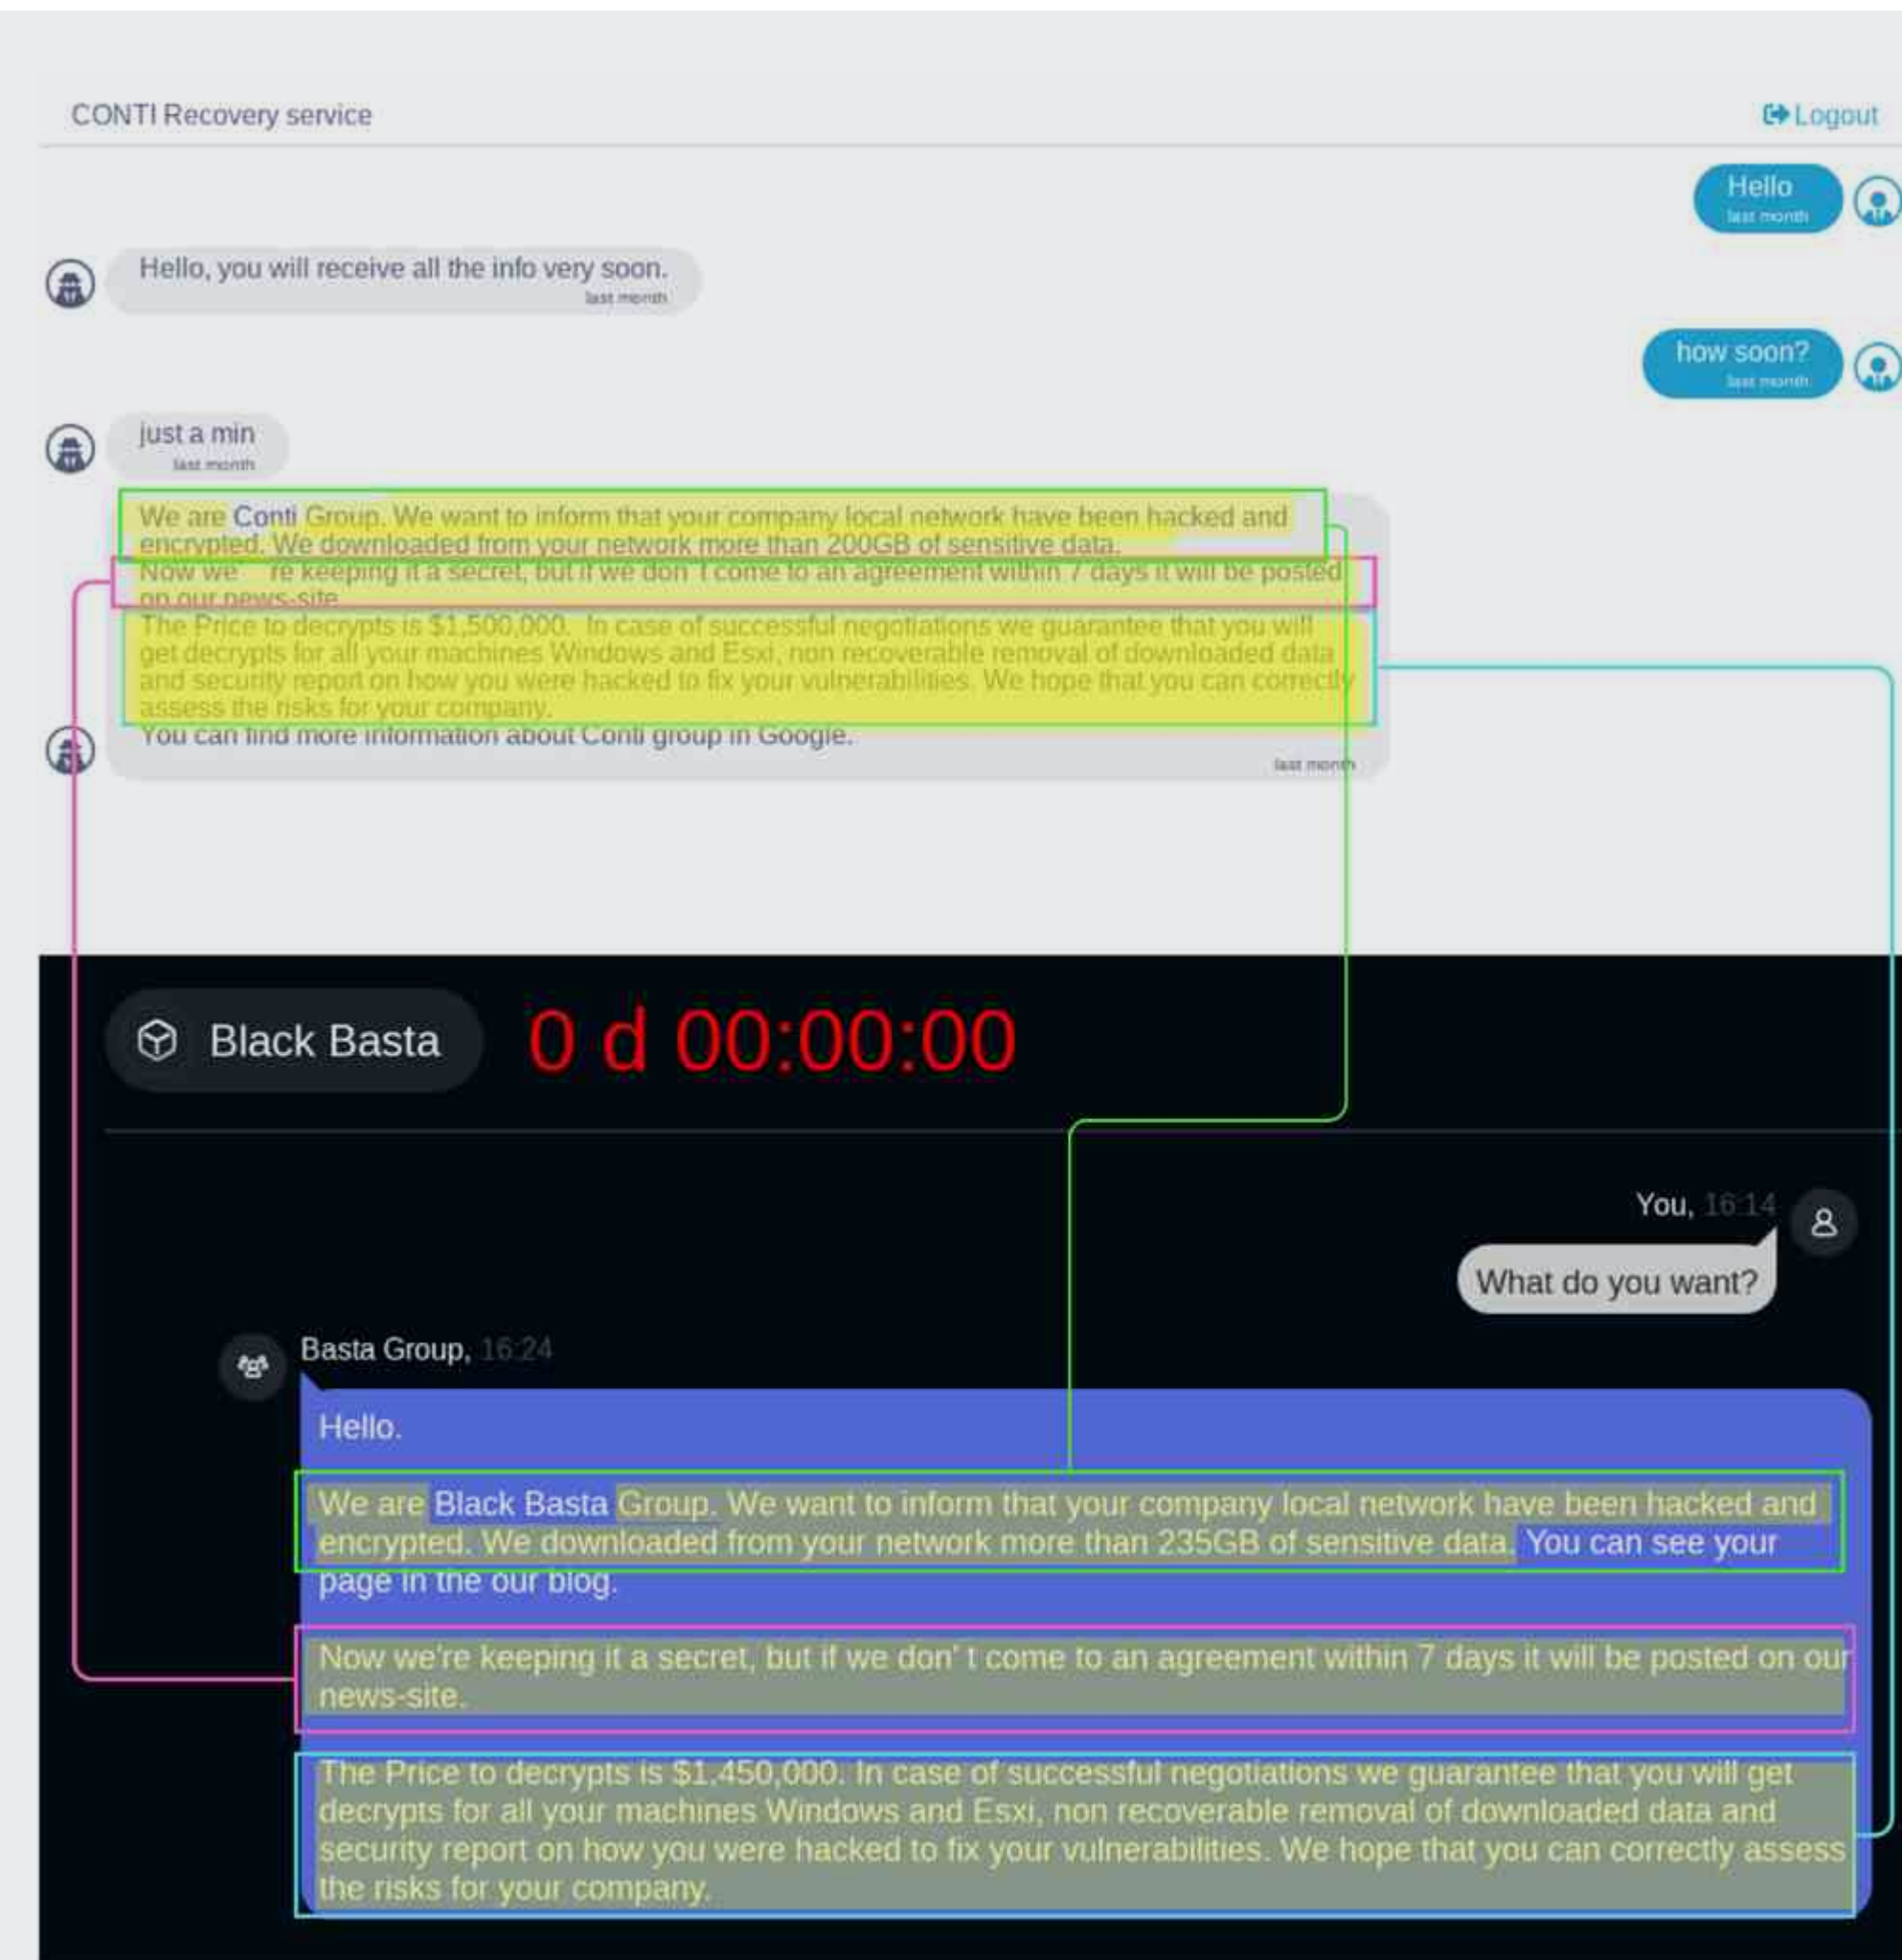 CONTI Recovery service
Logout
Hello
last month
Hello, you will receive all the info very soon.
last month
how soon?
last month
just a min
last month
We are Conti Group. We want to inform that your company local network have been hacked and
encrypted. We downloaded from your network more than 200GB of sensitive data.
Now we re keeping it a secret, but if we don t come to an agreement within 7 days it will be posted
on our news-site
The Price to decrypts is $1,500,000. In case of successful negotiations we guarantee that you will
get decrypts for all your machines Windows and Esxi, non recoverable removal of downloaded data
and security report on how you were hacked to fix your vulnerabilities. We hope that you can correctly
assess the risks for your company.
You can find more information about Conti group in Google.
last month
Black Basta
0 d 00:00:00
You, 16:14
What do you want?
Basta Group, 16:24
Hello.
We are Black Basta Group. We want to inform that your company local network have been hacked and
encrypted. We downloaded from your network more than 235GB of sensitive data. You can see your
page in the our blog.
Now we're keeping it a secret, but if we don' t come to an agreement within 7 days it will be posted on our
news-site.
The Price to decrypts is $1.450,000. In case of successful negotiations we guarantee that you will get
decrypts for all your machines Windows and Esxi, non recoverable removal of downloaded data and
security report on how you were hacked to fix your vulnerabilities. We hope that you can correctly assess
the risks for your company.